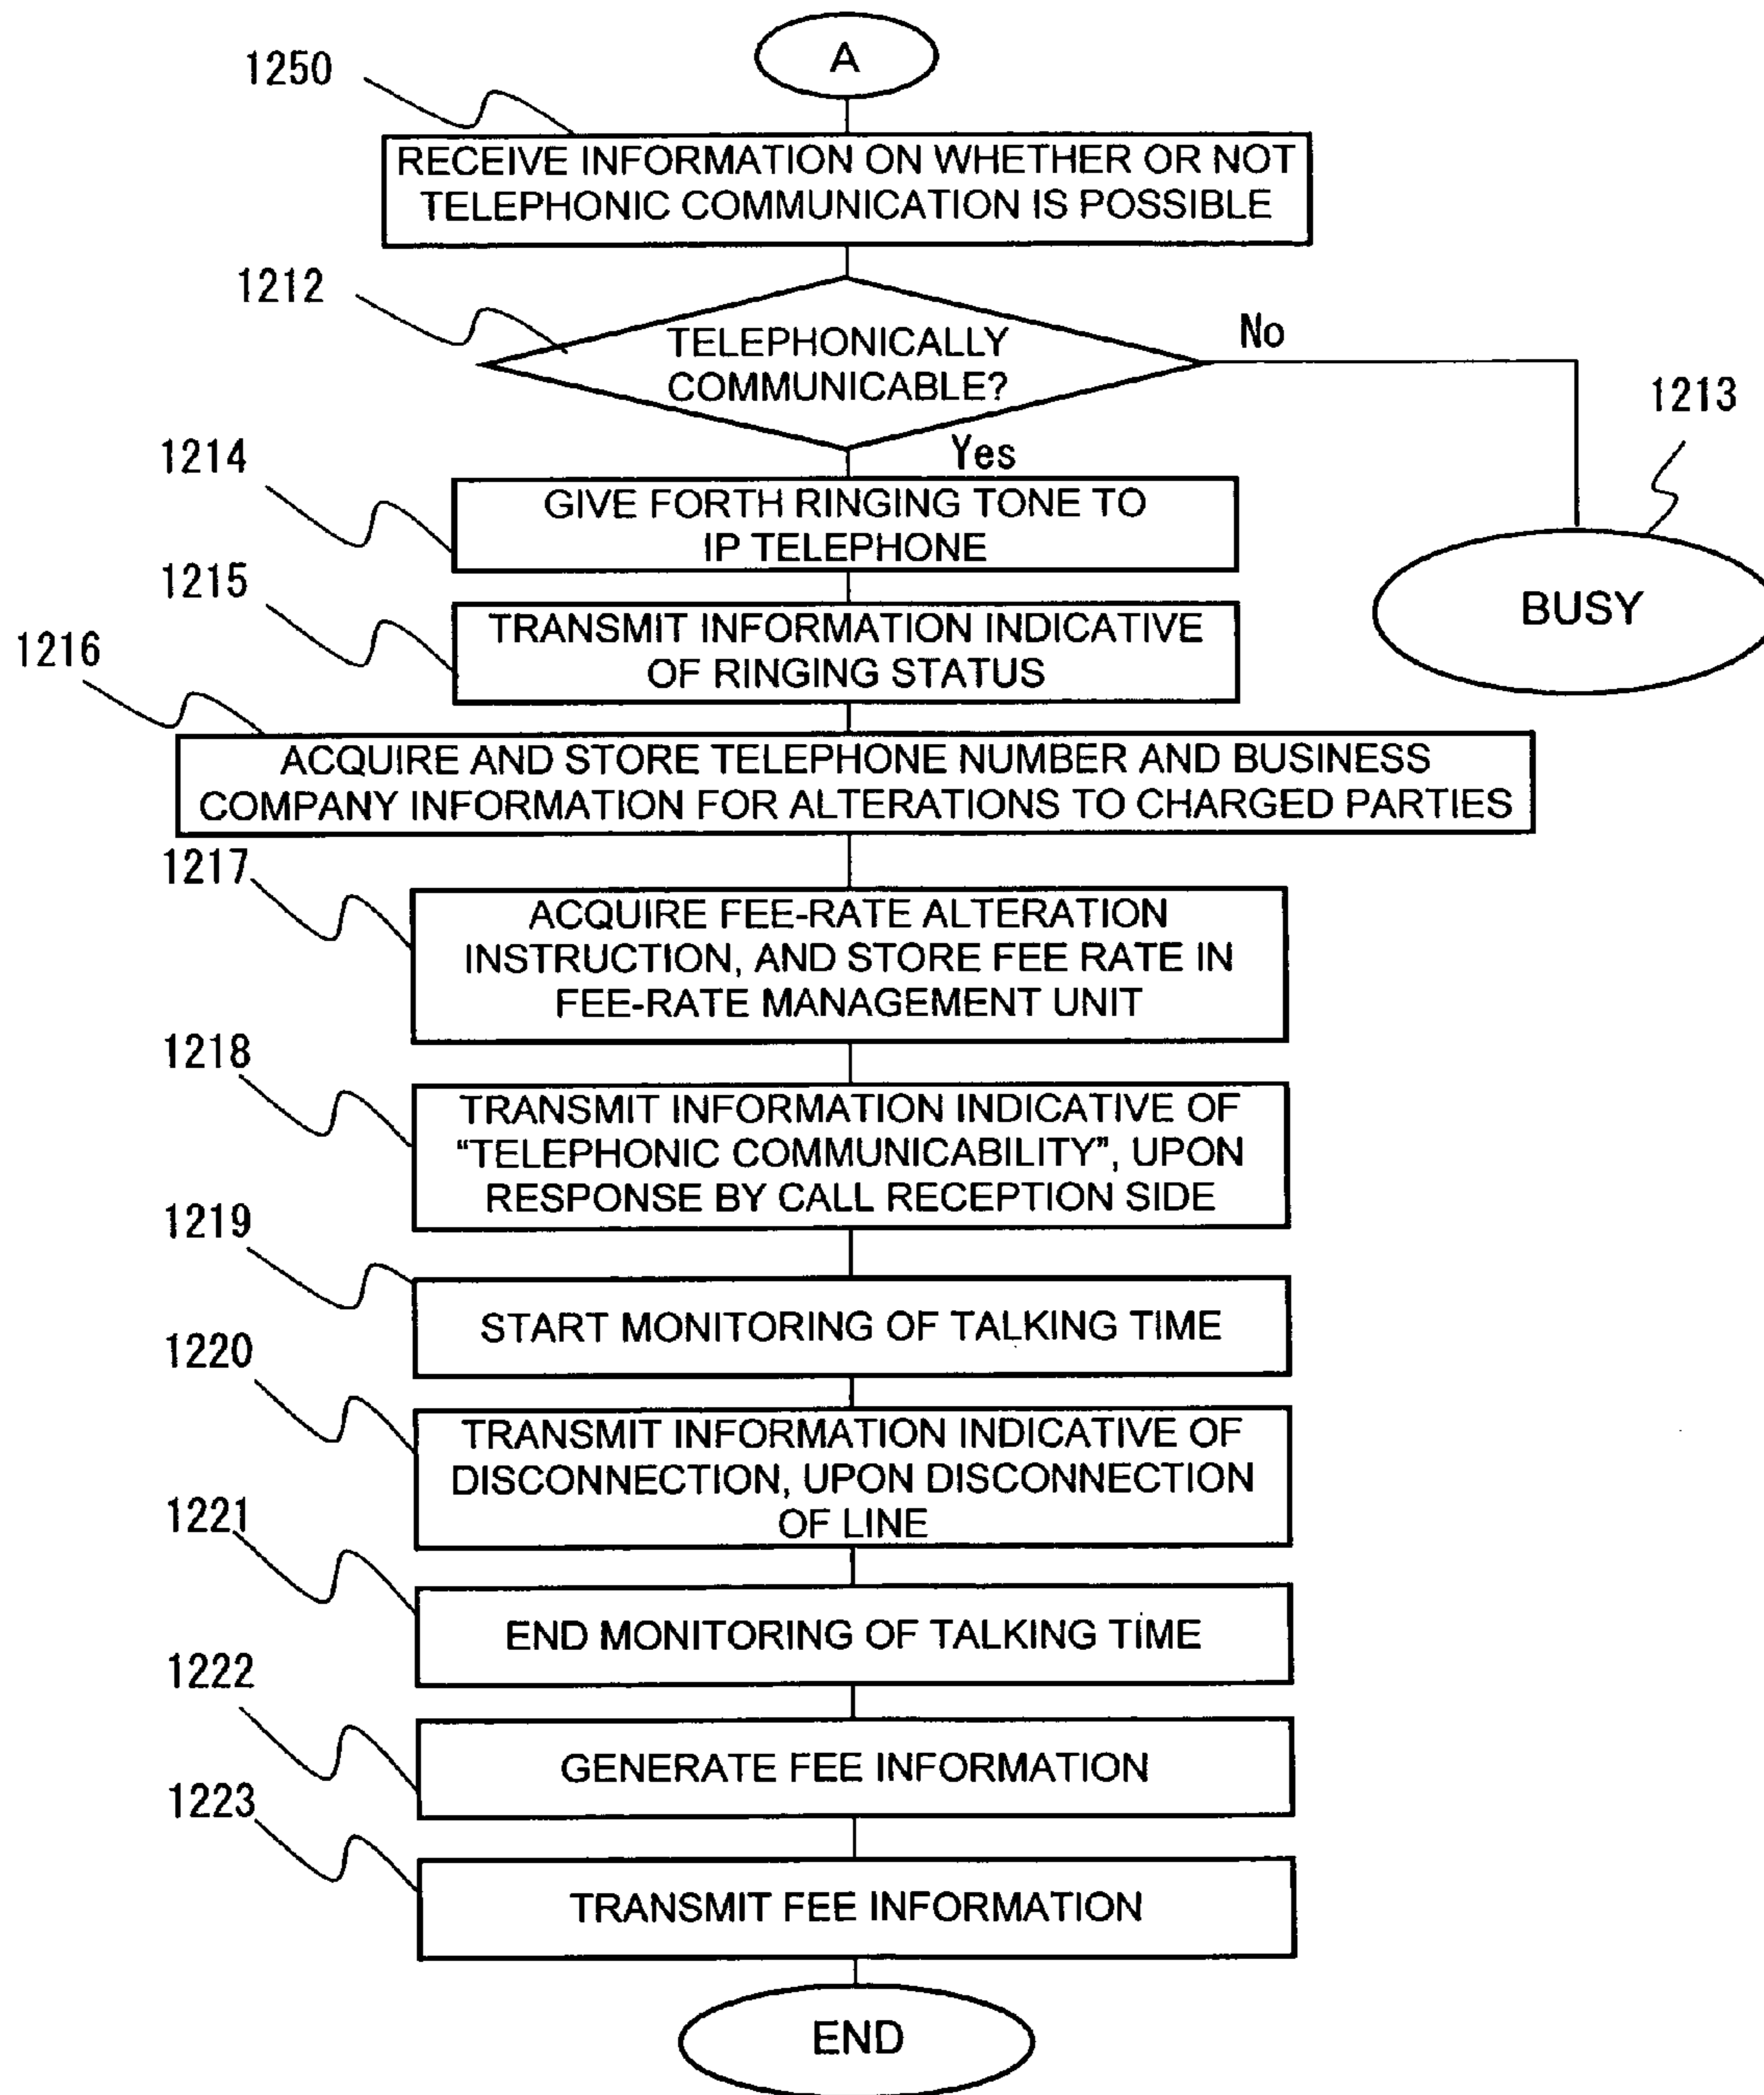 A
1250
RECEIVE INFORMATION ON WHETHER OR NOT
TELEPHONIC COMMUNICATION IS POSSIBLE
1212
TELEPHONICALLY
COMMUNICABLE?
No
Yes
1213
BUSY
1214
GIVE FORTH RINGING TONE TO
IP TELEPHONE
1215
TRANSMIT INFORMATION INDICATIVE
OF RINGING STATUS
1216
ACQUIRE AND STORE TELEPHONE NUMBER AND BUSINESS
COMPANY INFORMATION FOR ALTERATIONS TO CHARGED PARTIES
1217
ACQUIRE FEE-RATE ALTERATION
INSTRUCTION, AND STORE FEE RATE IN
FEE-RATE MANAGEMENT UNIT
1218
TRANSMIT INFORMATION INDICATIVE OF
“TELEPHONIC COMMUNICABILITY”, UPON
RESPONSE BY CALL RECEPTION SIDE
1219
START MONITORING OF TALKING TIME
1220
TRANSMIT INFORMATION INDICATIVE OF
DISCONNECTION, UPON DISCONNECTION
OF LINE
1221
END MONITORING OF TALKING TIME
1222
GENERATE FEE INFORMATION
1223
TRANSMIT FEE INFORMATION
END